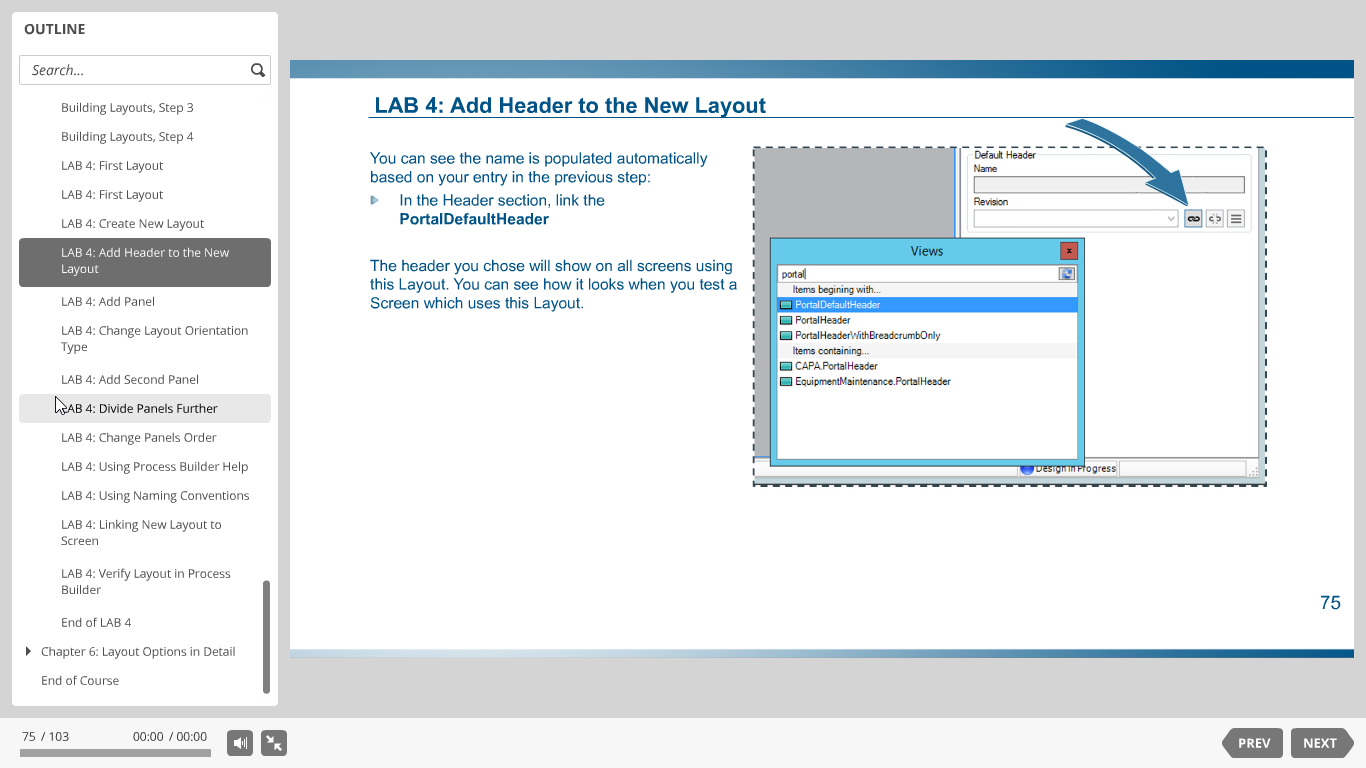 OUTLINE
Search...
Building Layouts, Step 3
Building Layouts, Step 4
LAB 4: First Layout
LAB 4: First Layout
LAB 4: Create New Layout
LAB 4: Add Header to the New
Layout
LAB 4: Add Panel
LAB 4: Change Layout Orientation
Type
LAB 4: Add Second Panel
LAB 4: Divide Panels Further
LAB 4: Change Panels Order
LAB 4: Using Process Builder Help
LAB 4: Using Naming Conventions
LAB 4: Linking New Layout to
Screen
LAB 4: Verify Layout in Process
Builder
End of LAB 4
Chapter 6: Layout Options in Detail
End of Course
LAB 4: Add Header to the New Layout
You can see the name is populated automatically
based on your entry in the previous step:
In the Header section, link the
PortalDefaultHeader
The header you chose will show on all screens using
this Layout. You can see how it looks when you test a
Screen which uses this Layout.
Default Header
Name
Revision
Views
portal
Items begining with...
PortalDefaultHeader
PortalHeader
PortalHeaderWithBreadcrumbOnly
Items containing...
CAPA.PortalHeader
EquipmentMaintenance.PortalHeader
Design In Progress
75
75 / 103
00:00 / 00:00
PREV
NEXT